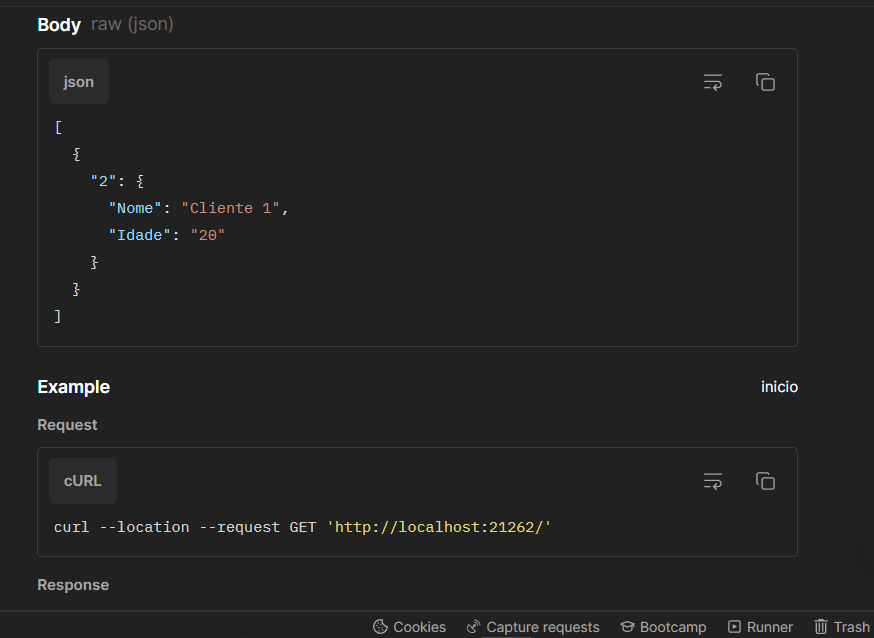 Body raw (json)
json
[
  {
    "2": {
      "Nome": "Cliente 1",
      "Idade": "20"
    }
  }
]
Example inicio
Request
cURL
curl --location --request GET 'http://localhost:21262/'
Response
Cookies Capture requests Bootcamp Runner Trash